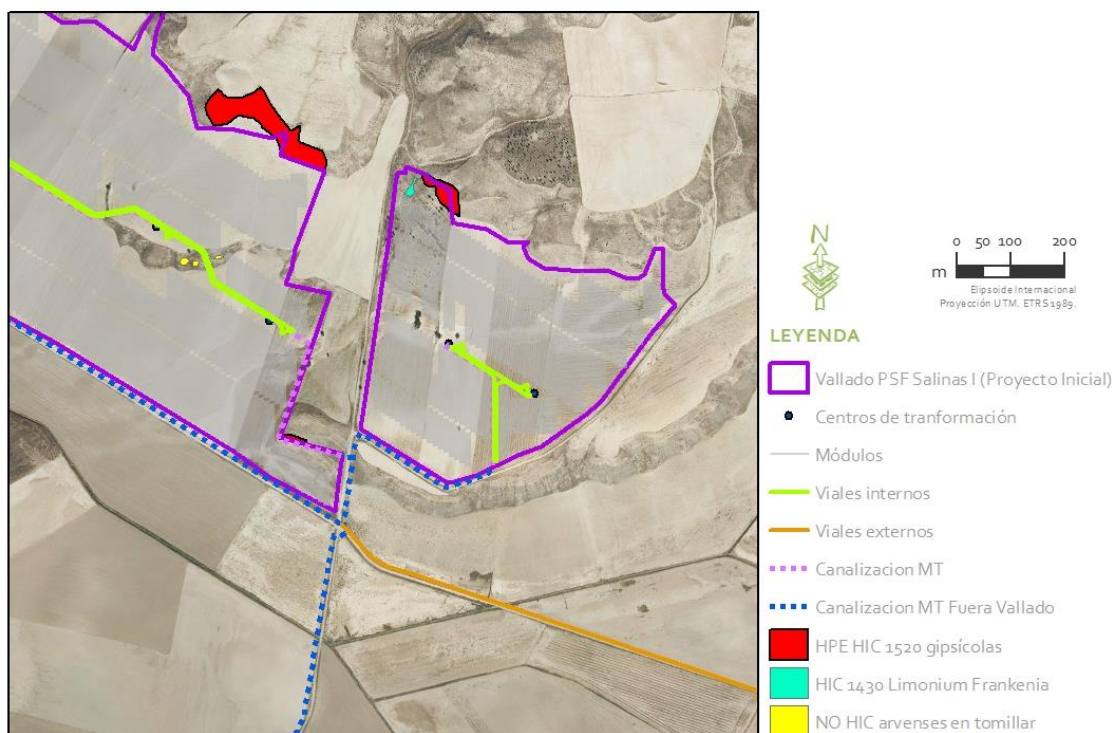 N
0 50 100 200
m
Elipsoide Internacional
Proyección UTM. ETRS 1989.
LEYENDA
Vallado PSF Salinas I (Proyecto Inicial)
Centros de tranformación
Módulos
Viales internos
Viales externos
Canalizacion MT
Canalizacion MT Fuera Vallado
HPE HIC 1520 gipsícolas
HIC 1430 Limonium Frankenia
NO HIC arvenses en tomillar